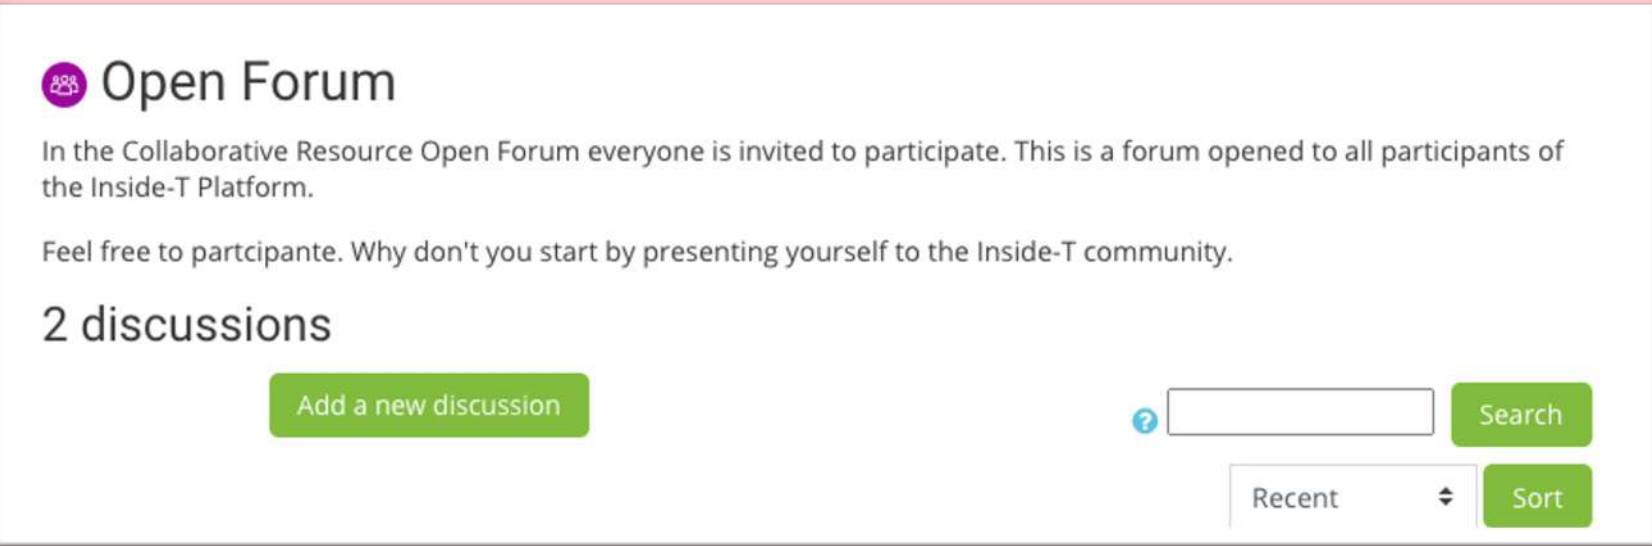 Open Forum
In the Collaborative Resource Open Forum everyone is invited to participate. This is a forum opened to all participants of
the Inside-T Platform.
Feel free to partcipante. Why don't you start by presenting yourself to the Inside-T community.
2 discussions
Add a new discussion
?
Search
Recent
Sort